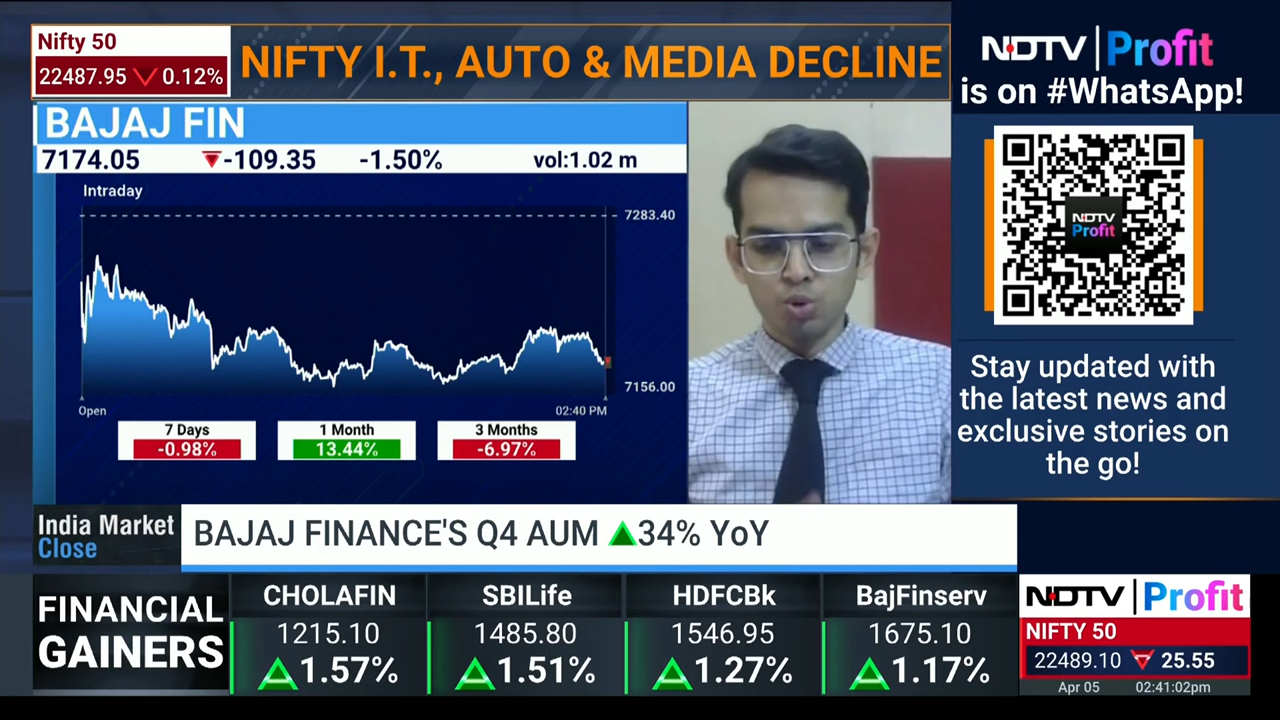 Nifty 50
22487.95 0.12%
NIFTY I.T., AUTO & MEDIA DECLINE
NDTV Profit
is on #WhatsApp!
NDTV
Profit
Stay updated with
the latest news and
exclusive stories on
the go!
BAJAJ FIN
7174.05 ▼-109.35 -1.50% vol:1.02 m
Intraday
7283.40
7156.00
Open 02:40 PM
7 Days
-0.98%
1 Month
13.44%
3 Months
-6.97%
India Market
Close
BAJAJ FINANCE'S Q4 AUM ▲34% YoY
FINANCIAL
GAINERS
CHOLAFIN
1215.10
▲1.57%
SBILife
1485.80
▲1.51%
HDFCBk
1546.95
▲1.27%
BajFinserv
1675.10
▲1.17%
NDTV Profit
NIFTY 50
22489.10 ▼ 25.55
Apr 05 02:41:02pm